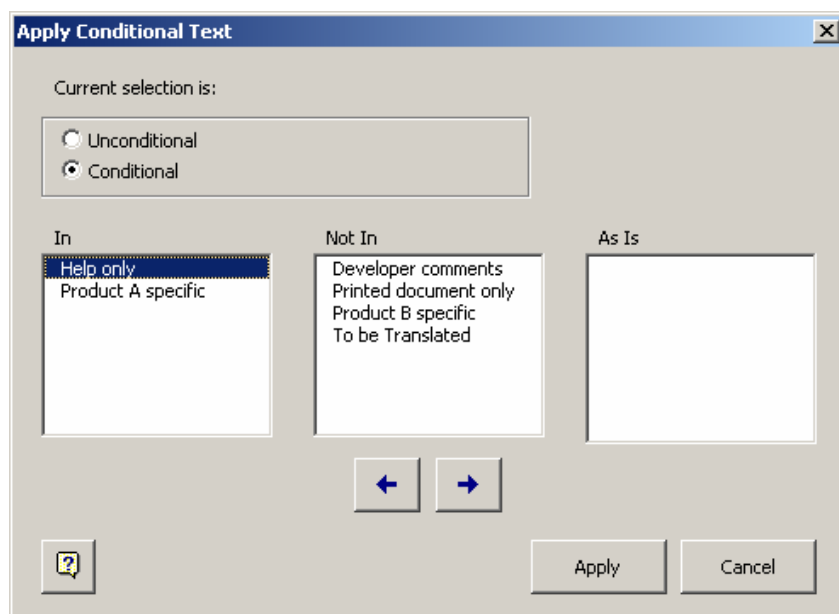 Apply Conditional Text
Current selection is:
Unconditional
Conditional
In
Not In
As Is
Help only
Product A specific
Developer comments
Printed document only
Product B specific
To be Translated
?
Apply
Cancel